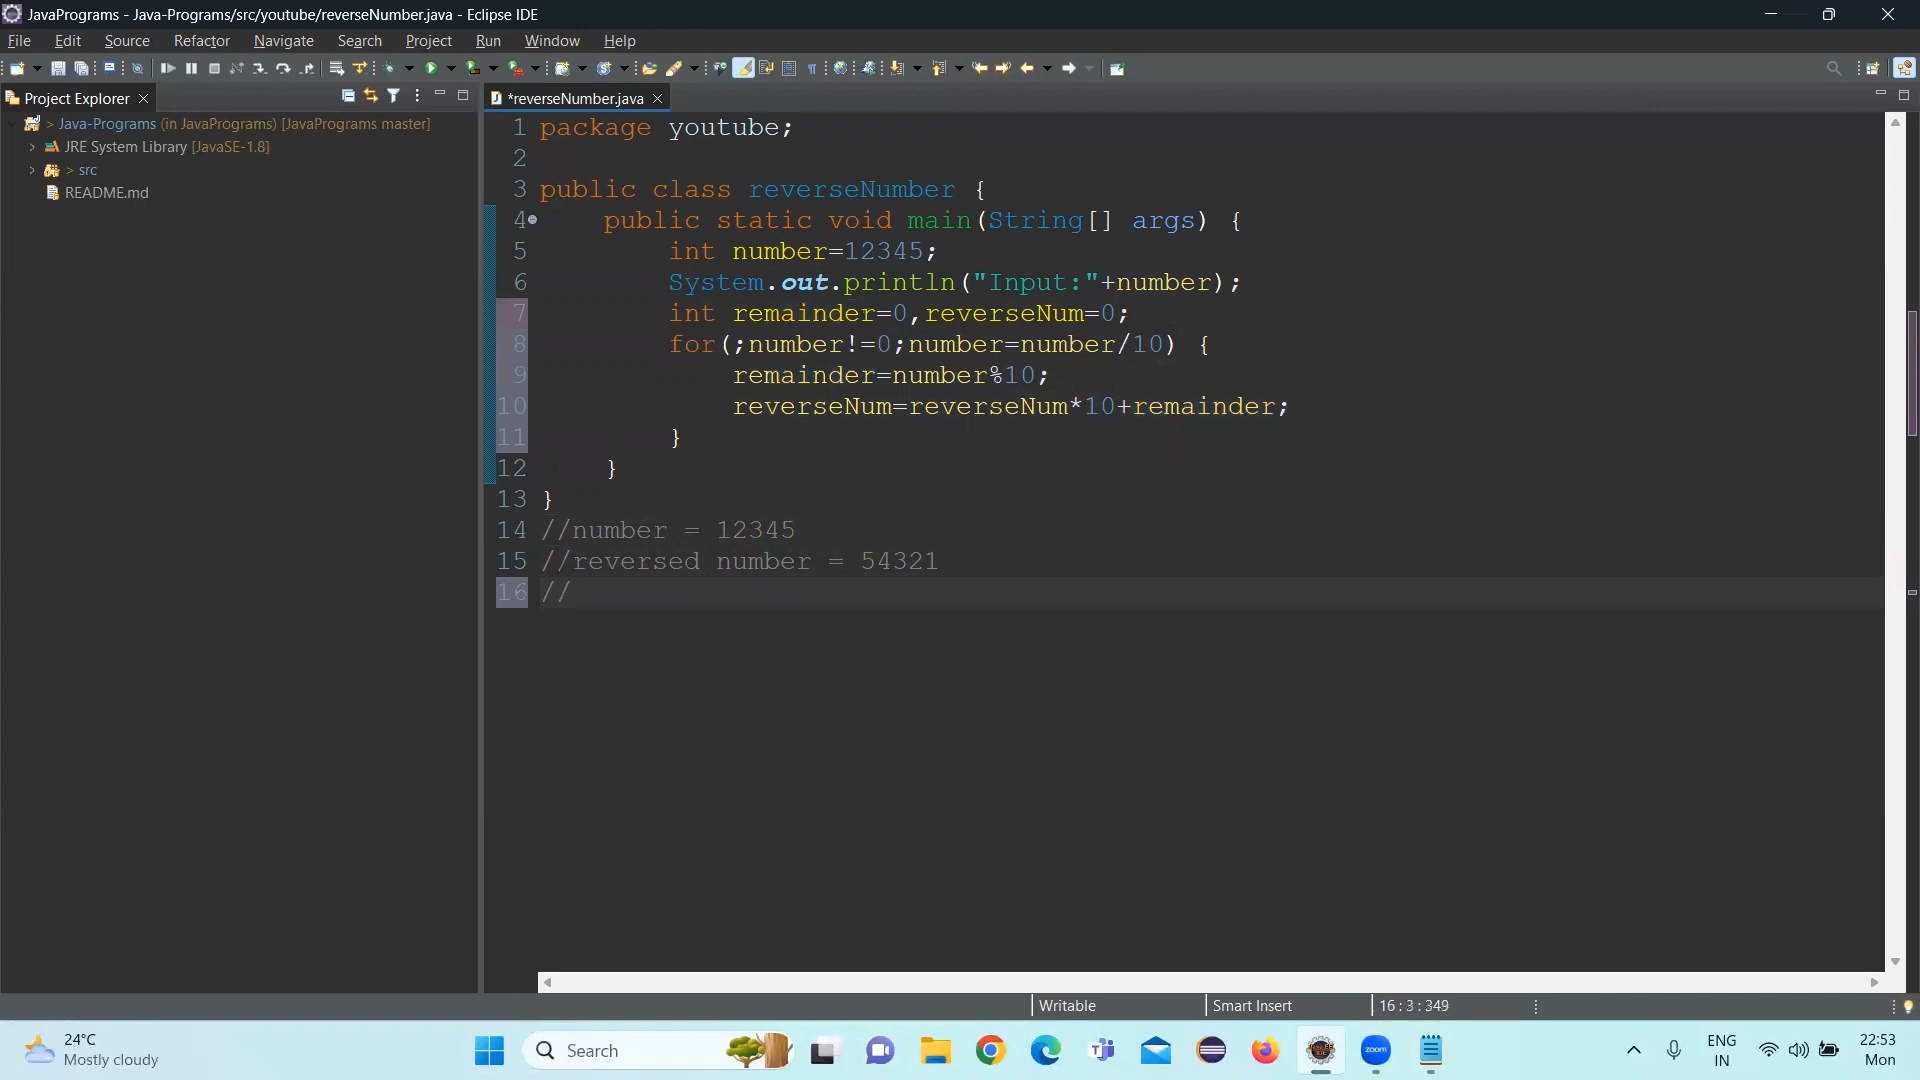 JavaPrograms - Java-Programs/src/youtube/reverseNumber.java - Eclipse IDE
File Edit Source Refactor Navigate Search Project Run Window Help
Project Explorer
*reverseNumber.java
> Java-Programs (in JavaPrograms) [JavaPrograms master]
JRE System Library [JavaSE-1.8]
> src
README.md
1 package youtube;
2
3 public class reverseNumber {
4 public static void main(String[] args) {
5 int number=12345;
6 System.out.println("Input:"+number);
7 int remainder=0,reverseNum=0;
8 for(;number!=0;number=number/10) {
9 remainder=number%10;
10 reverseNum=reverseNum*10+remainder;
11 }
12 }
13 }
14 //number = 12345
15 //reversed number = 54321
16 //
Writable Smart Insert 16 : 3 : 349
24°C
Mostly cloudy
Search
zoom
ENG
IN
22:53
Mon